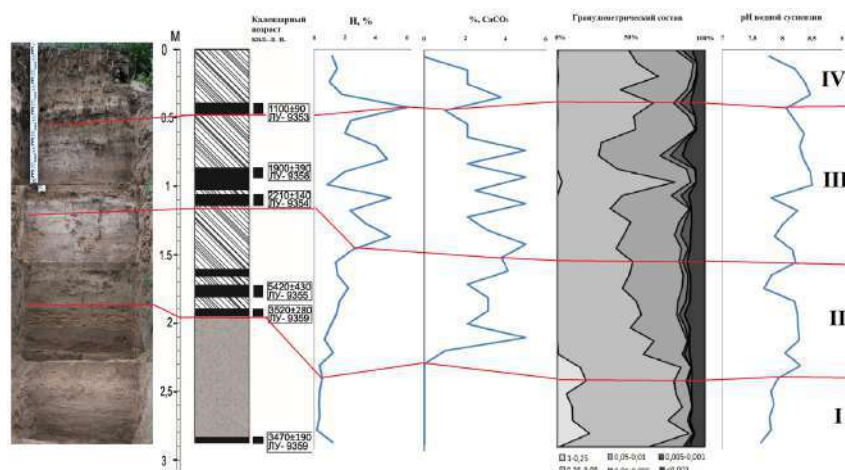 Календарный
возраст
кал. л. н.
Н, %
%, CaCO₃
Гранулометрический состав
pH водной суспензии
М
0 2 4 6
0 2 4 6
0% 50% 100%
7 7,5 8 8,5 9
0
0.5
1
1.5
2
2,5
3
1100±90
ЛУ- 9353
1900±390
ЛУ- 9358
2210±140
ЛУ- 9354
5420±430
ЛУ- 9355
3520±280
ЛУ- 9359
3470±190
ЛУ- 9359
IV
III
II
I
1-0,25 0,05-0,01 0,005-0,001